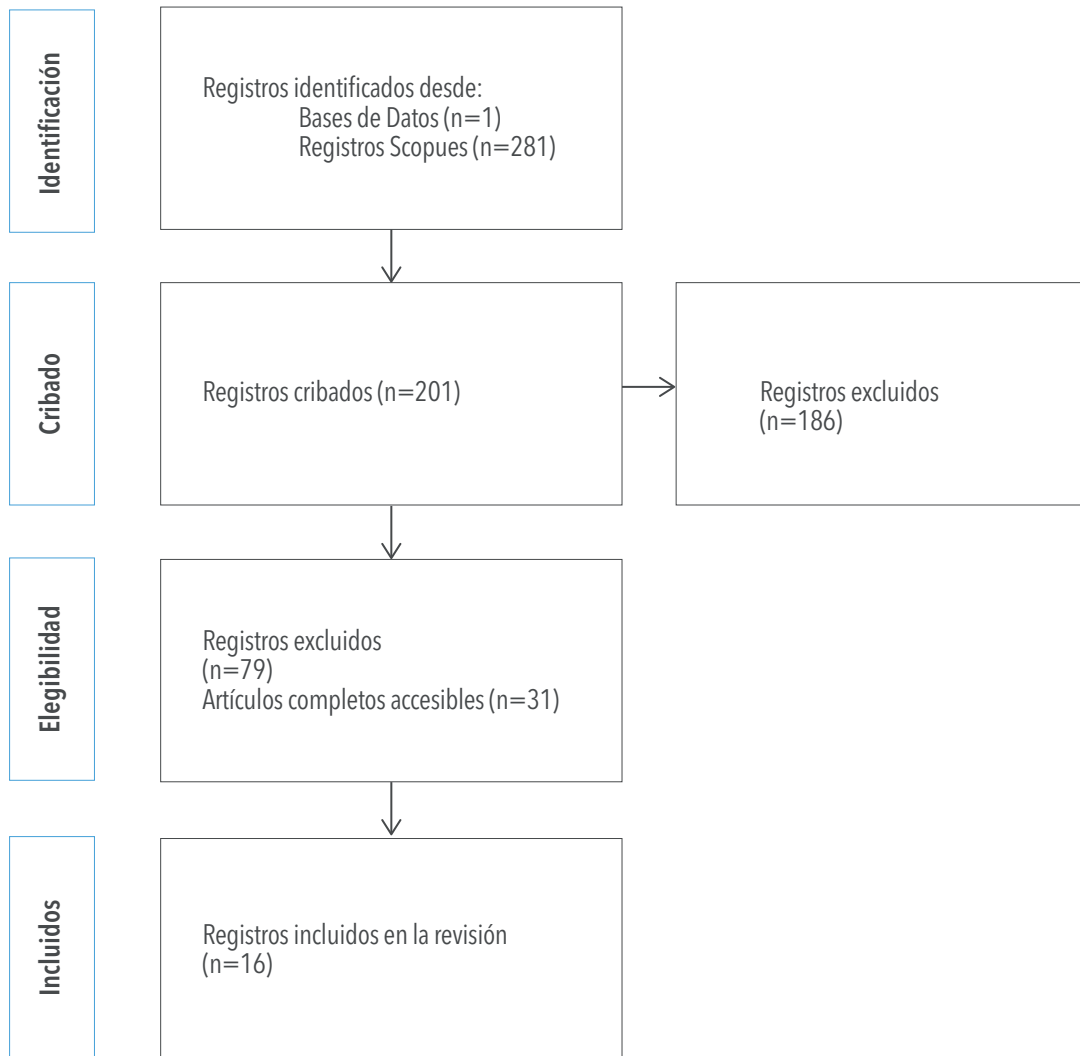 Identificación
Registros identificados desde:
Bases de Datos (n=1)
Registros Scopues (n=281)
Cribado
Registros cribados (n=201)
Registros excluidos
(n=186)
Elegibilidad
Registros excluidos
(n=79)
Artículos completos accesibles (n=31)
Incluidos
Registros incluidos en la revisión
(n=16)